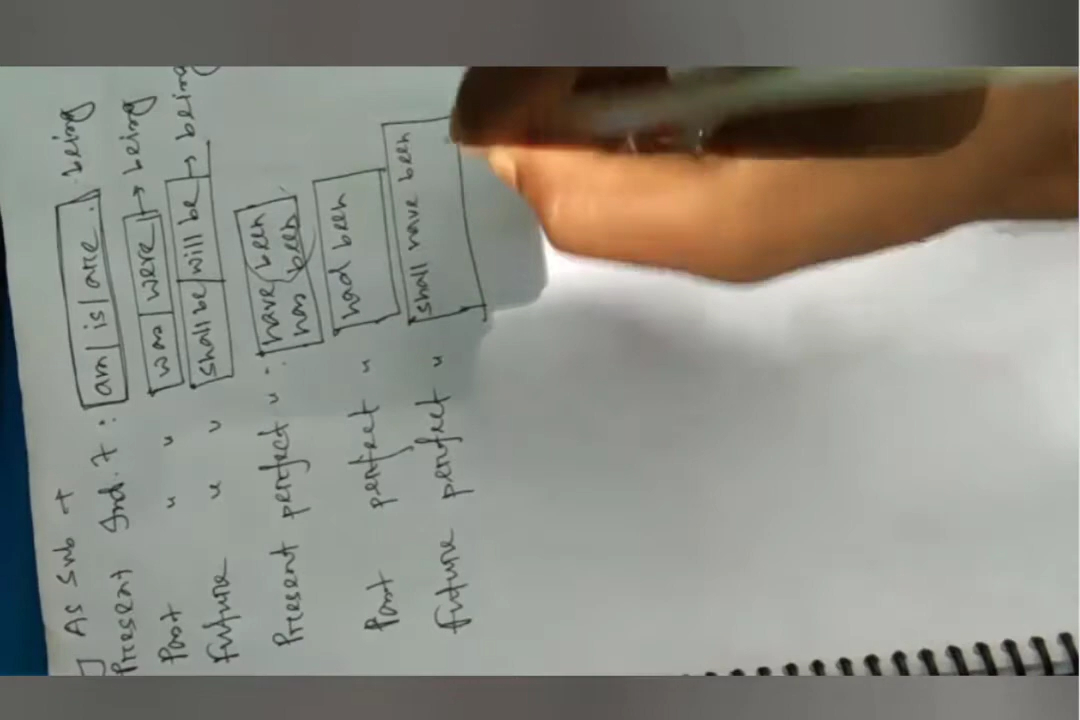 As Sub +
Present Ind. t : am / is / are. being
Past " " was / were → being
Future " " shall be / will be → being
Present perfect " : have been
has been
Past perfect " had been
Future perfect " shall have been